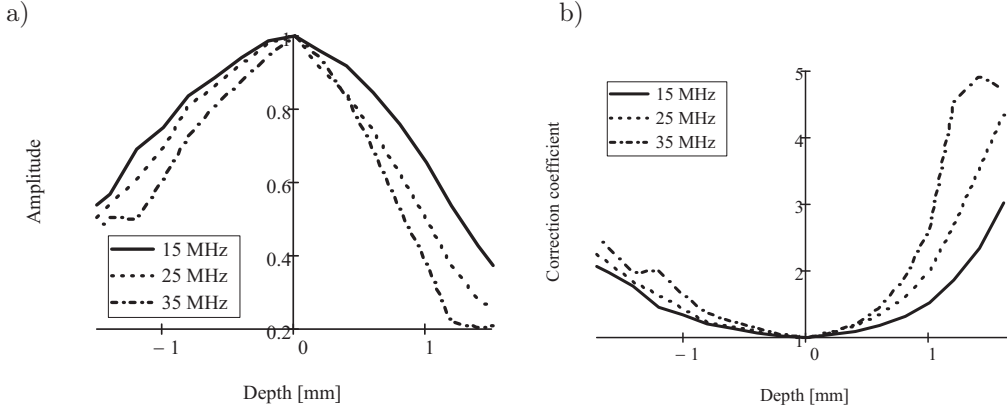 a)
1
0.8
0.6
0.4
0.2
Amplitude
15 MHz
25 MHz
35 MHz
− 1
0
1
Depth [mm]
b)
5
4
3
2
1
Correction coefficient
15 MHz
25 MHz
35 MHz
− 1
0
1
Depth [mm]